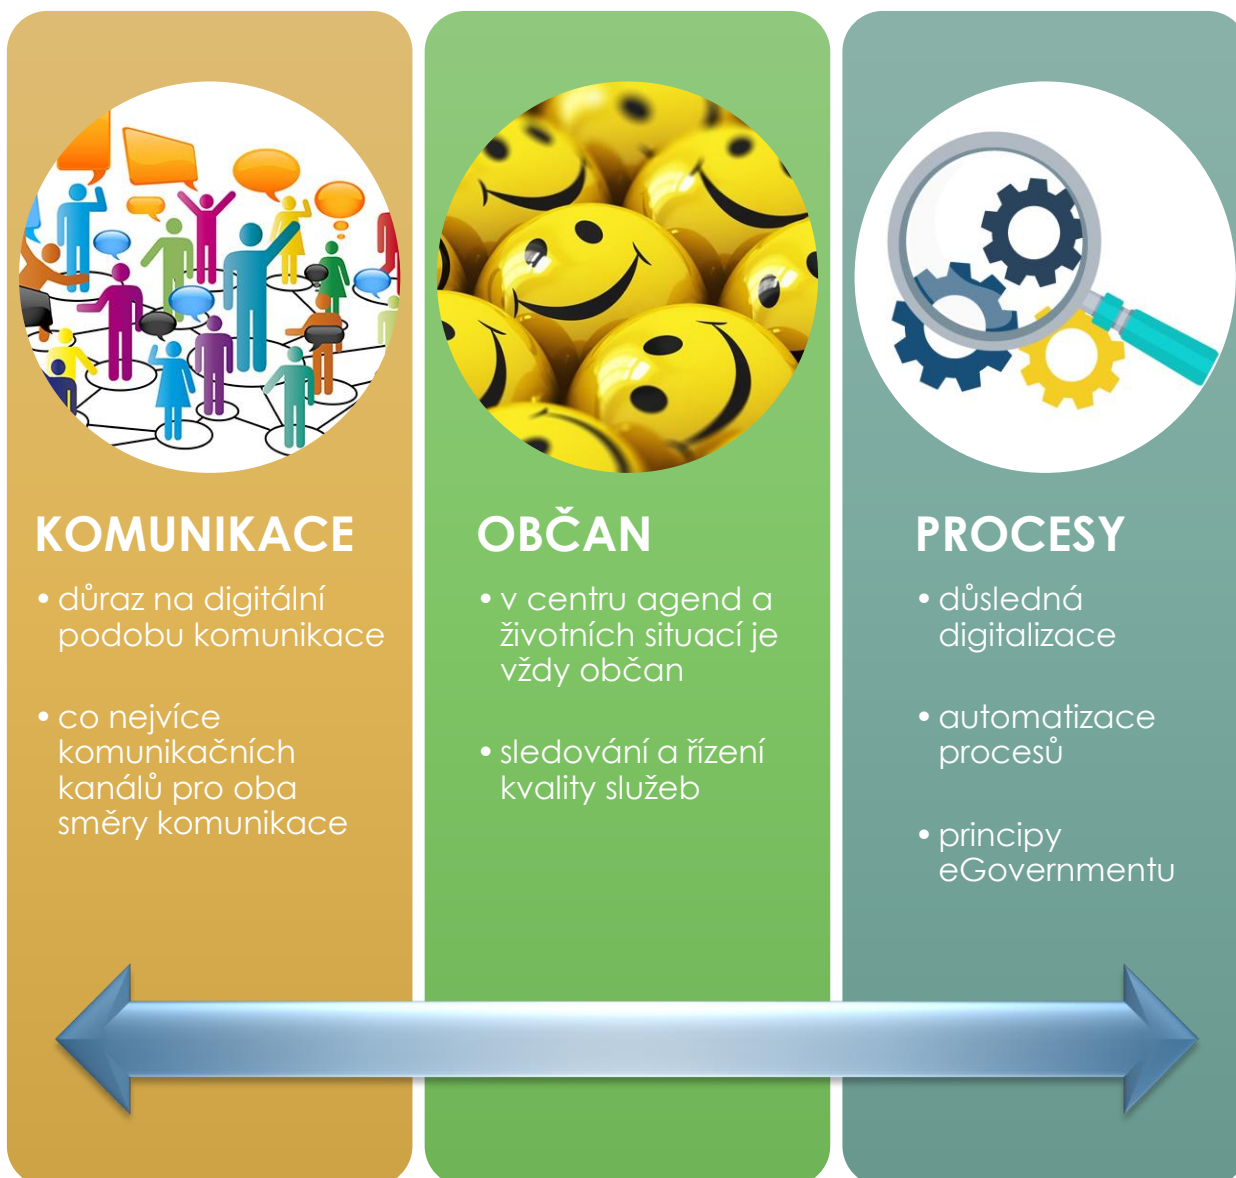 KOMUNIKACE
• důraz na digitální
podobu komunikace
• co nejvíce
komunikačních
kanálů pro oba
směry komunikace
OBČAN
• v centru agend a
životních situací je
vždy občan
• sledování a řízení
kvality služeb
PROCESY
• důsledná
digitalizace
• automatizace
procesů
• principy
eGovernmentu